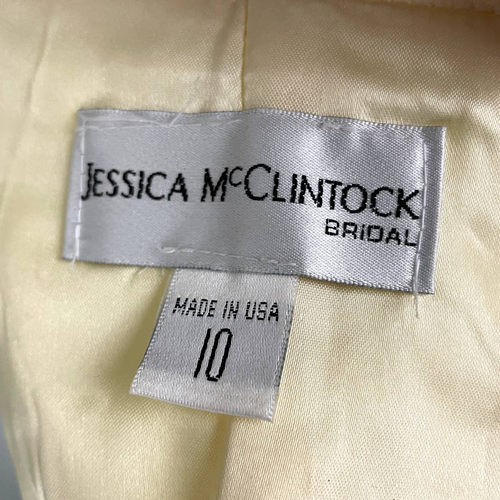 JESSICA McCLINTOCK
BRIDAL
MADE IN USA
10